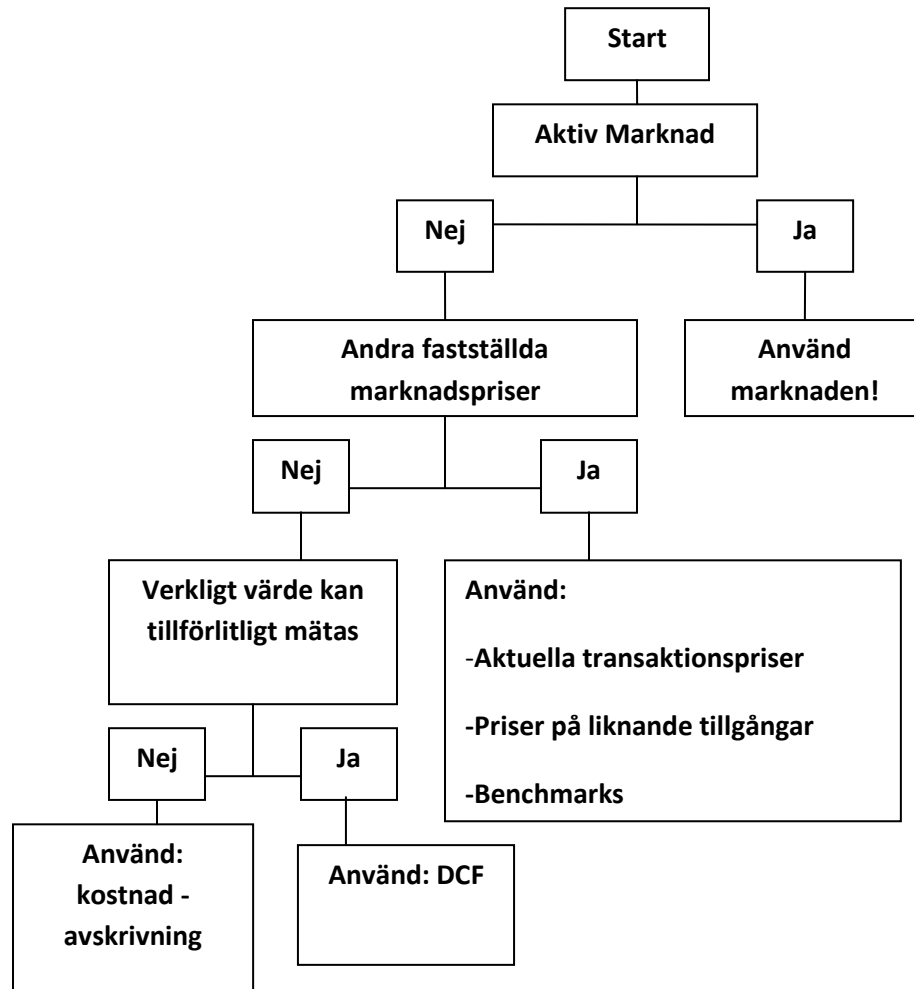 Start
Aktiv Marknad
Nej
Ja
Andra fastställda
marknadspriser
Använd
marknaden!
Nej
Ja
Verkligt värde kan
tillförlitligt mätas
Använd:
-Aktuella transaktionspriser
-Priser på liknande tillgångar
-Benchmarks
Nej
Ja
Använd:
kostnad -
avskrivning
Använd: DCF